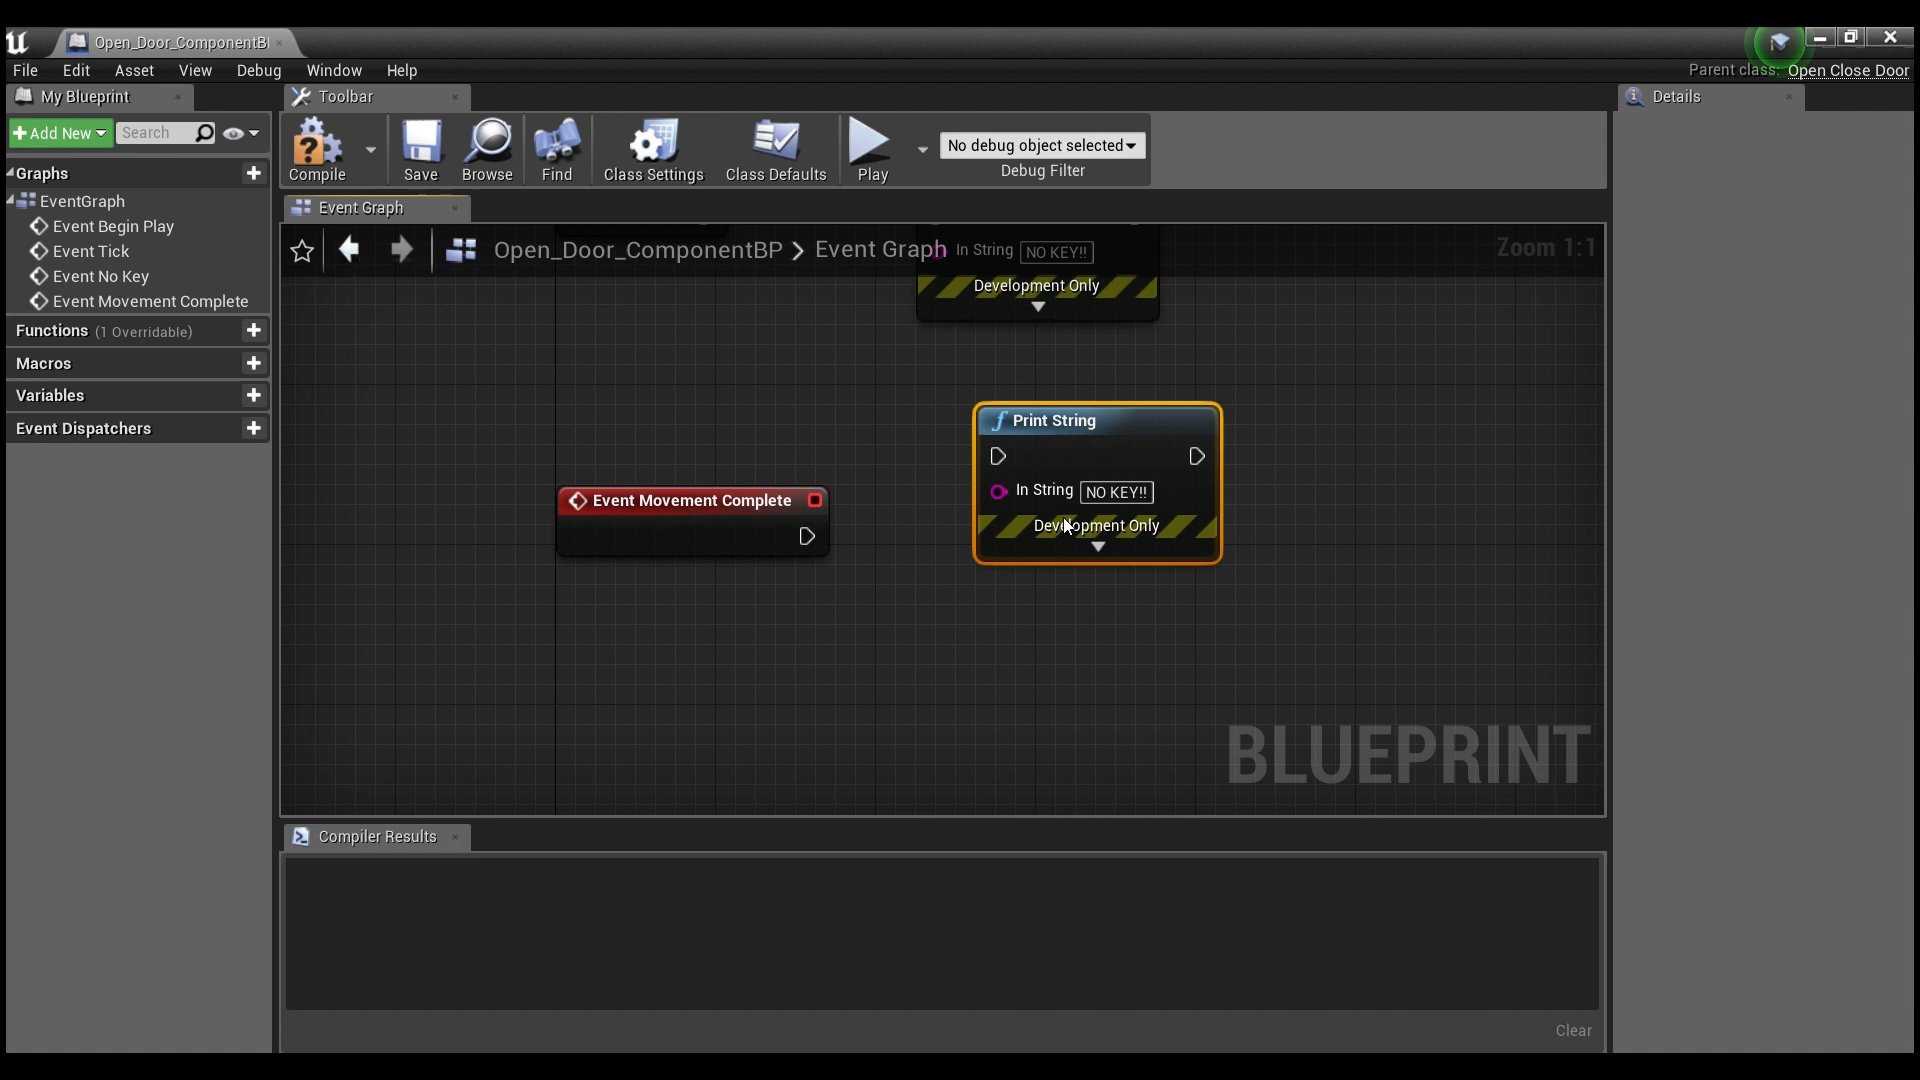 Open_Door_ComponentBl
File Edit Asset View Debug Window Help
Parent class: Open Close Door
My Blueprint
Toolbar
Details
Add New
Search
Compile
Save
Browse
Find
Class Settings
Class Defaults
Play
No debug object selected
Debug Filter
Graphs
EventGraph
Event Begin Play
Event Tick
Event No Key
Event Movement Complete
Functions (1 Overridable)
Macros
Variables
Event Dispatchers
Event Graph
Open_Door_ComponentBP > Event Graph
Zoom 1:1
In String NO KEY!!
Development Only
Print String
In String NO KEY!!
Development Only
Event Movement Complete
BLUEPRINT
Compiler Results
Clear